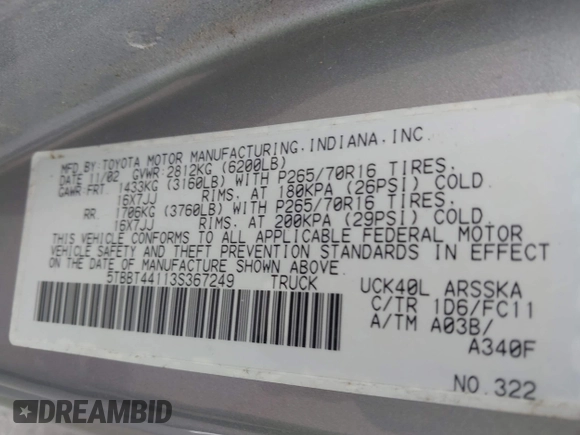 MFD.BY:TOYOTA MOTOR MANUFACTURING.INDIANA.INC.
DATE 11/02 GVWR 2812KG (6200LB)
GAWR:FRT. 1433KG (3160LB) WITH P265/70R16 TIRES.
16X7JJ RIMS. AT 180KPA (26PSI) COLD.
RR. 1706KG (3760LB) WITH P265/70R16 TIRES.
16X7JJ RIMS. AT 200KPA (29PSI) COLD.
THIS VEHICLE CONFORMS TO ALL APPLICABLE FEDERAL MOTOR
VEHICLE SAFETY AND THEFT PREVENTION STANDARDS IN EFFECT
ON THE DATE OF MANUFACTURE SHOWN ABOVE.
5TBBT44113S367249 TRUCK
UCK40L ARSSKA
C/TR 1D6/FC11
A/TM A03B/
A340F
NO.322
DREAMBID